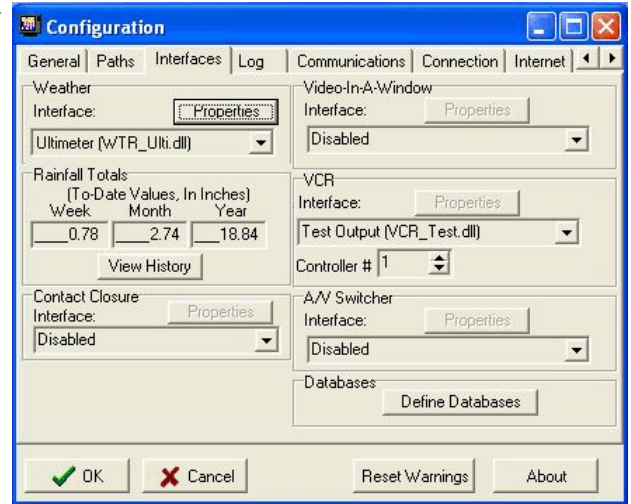 Configuration
General Paths Interfaces Log Communications Connection Internet
Weather
Interface: Properties
Ultimeter (WTR_Ulti.dll)
Rainfall Totals
(To-Date Values, In Inches)
Week Month Year
____0.78 ____2.74 ___18.84
View History
Contact Closure
Interface: Properties
Disabled
Video-In-A-Window
Interface: Properties
Disabled
VCR
Interface: Properties
Test Output (VCR_Test.dll)
Controller # 1
A/V Switcher
Interface: Properties
Disabled
Databases
Define Databases
OK Cancel Reset Warnings About